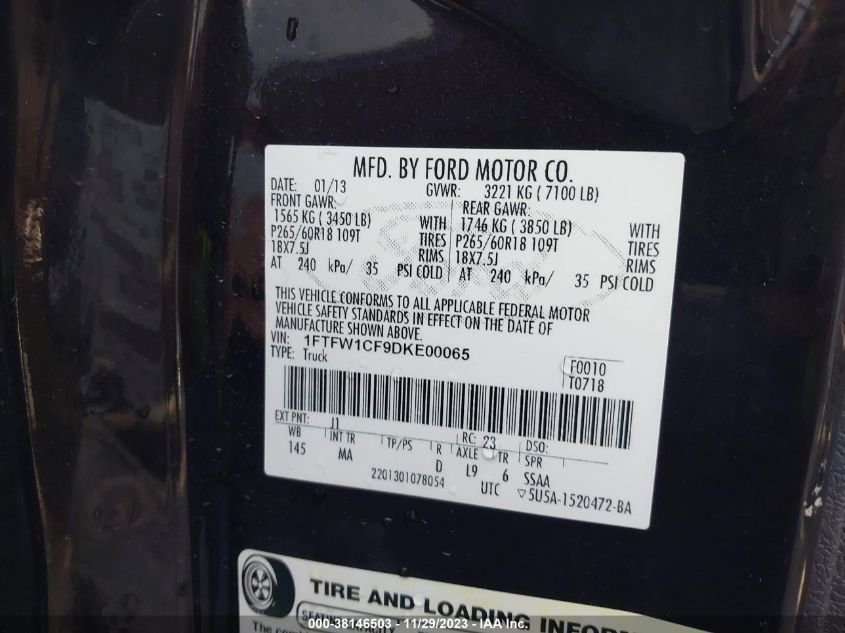 MFD. BY FORD MOTOR CO.
DATE: 01/13 GVWR: 3221 KG ( 7100 LB)
FRONT GAWR: REAR GAWR:
1565 KG ( 3450 LB) WITH 1746 KG ( 3850 LB) WITH
P265/60R18 109T TIRES P265/60R18 109T TIRES
18X7.5J RIMS 18X7.5J RIMS
AT 240 kPa/ 35 PSI COLD AT 240 kPa/ 35 PSI COLD
THIS VEHICLE CONFORMS TO ALL APPLICABLE FEDERAL MOTOR
VEHICLE SAFETY STANDARDS IN EFFECT ON THE DATE OF
MANUFACTURE SHOWN ABOVE.
VIN: 1FTFW1CF9DKE00065
TYPE: Truck
F0010
T0718
EXT PNT: J1 RC: 23 DSO:
WB INT TR TP/PS R AXLE TR SPR
145 MA D L9 6 SSAA
2201301078054 UTC ▽5U5A-1520472-BA
TIRE AND LOADING
The
000-38146503 - 11/29/2023 - IAA Inc.